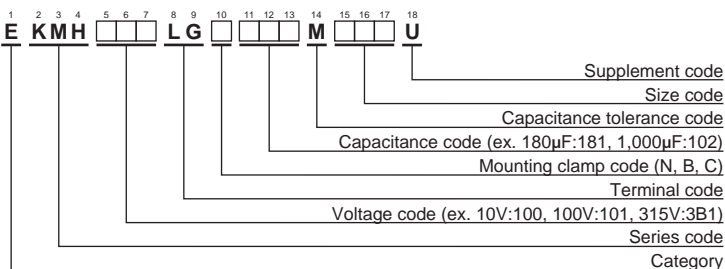 1 2 3 4 5 6 7 8 9 10 11 12 13 14 15 16 17 18
E KMH □□□ LG □ □□□ M □□□ U
Supplement code
Size code
Capacitance tolerance code
Capacitance code (ex. 180µF:181, 1,000µF:102)
Mounting clamp code (N, B, C)
Terminal code
Voltage code (ex. 10V:100, 100V:101, 315V:3B1)
Series code
Category